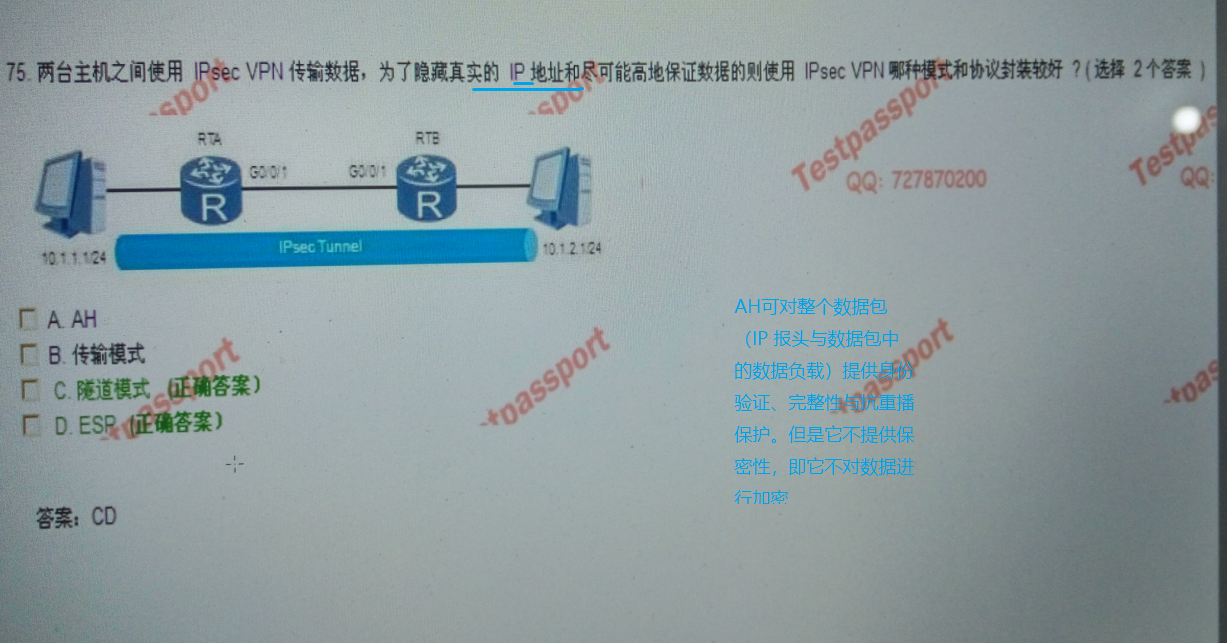 75. 两台主机之间使用 IPsec VPN 传输数据，为了隐藏真实的 IP 地址和尽可能高地保证数据的则使用 IPsec VPN 哪种模式和协议封装较好 ？( 选择 2 个答案 )
sport
sport
Testpassport
Testpass
QQ: 727870200
QQ:
RTA
RTB
G0/0/1
G0/0/1
IPsec Tunnel
10.1.1.1/24
10.1.2.1/24
A. AH
B. 传输模式
C. 隧道模式 (正确答案)
D. ESP (正确答案)
tpassport
tpassport
tpassport
AH可对整个数据包
（IP 报头与数据包中
的数据负载）提供身份
验证、完整性与抗重播
保护。但是它不提供保
密性，即它不对数据进
行加密
答案：CD